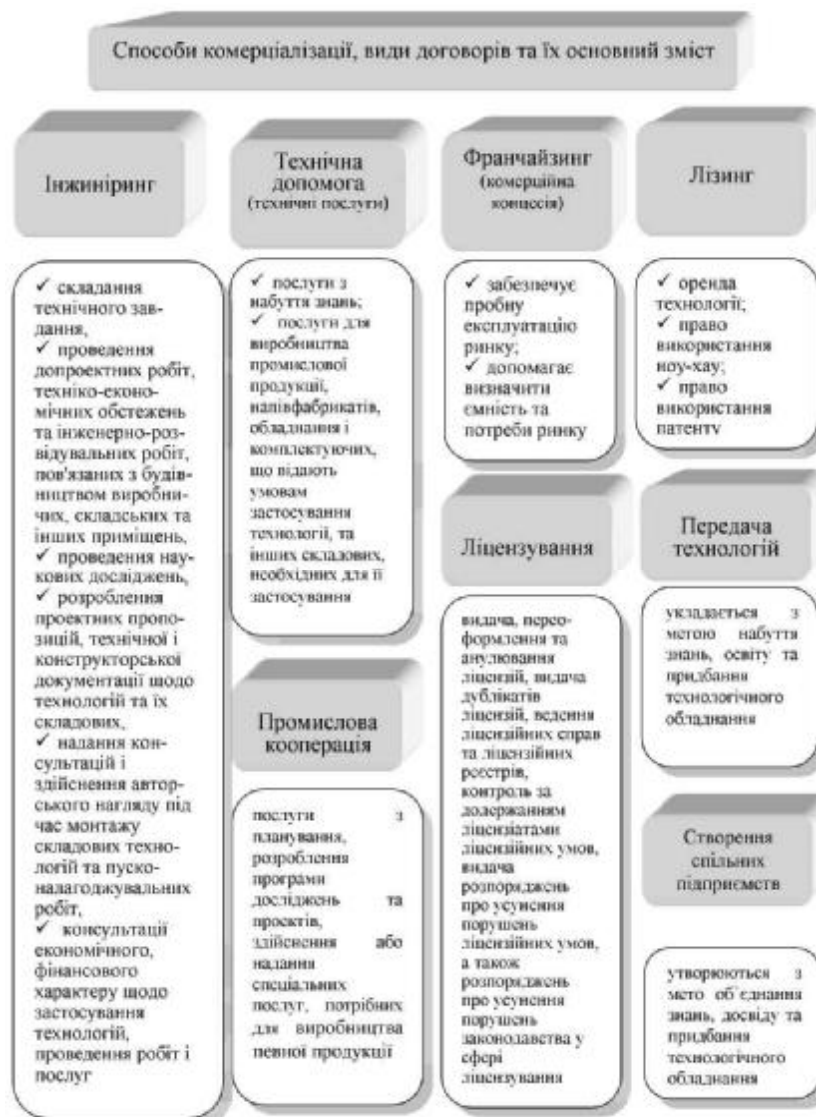 Способи комерціалізації, види договорів та їх основний зміст
Інжиніринг
✓ складання
технічного зав-
дання,
✓ проведення
допроектних робіт,
техніко-еконо-
мічних обстежень
та інженерно-роз-
відувальних робіт,
пов'язаних з будів-
ництвом виробни-
чих, складських та
інших приміщень,
✓ проведення нау-
кових досліджень,
✓ розроблення
проектних пропо-
зицій, технічної і
конструкторської
документації щодо
технологій та їх
складових,
✓ надання кон-
сультацій і
здійснення автор-
ського нагляду під
час монтажу
складових техно-
логій та пуско-
налагоджувальних
робіт,
✓ консультації
економічного,
фінансового
характеру щодо
застосування
технологій,
проведення робіт і
послуг
Технічна
допомога
(технічні послуги)
✓ послуги з
набуття знань;
✓ послуги для
виробництва
промислової
продукції,
напівфабрикатів,
обладнання і
комплектуючих,
що відають
умовам
застосування
технології, та
інших складових,
необхідних для її
застосування
Промислова
кооперація
послуги з
планування,
розроблення
програми
досліджень та
проектів,
здійснення або
надання
спеціальних
послуг, потрібних
для виробництва
певної продукції
Франчайзинг
(комерційна
концесія)
✓ забезпечує
пробну
експлуатацію
ринку;
✓ допомагає
визначити
ємність та
потреби ринку
Ліцензування
видача, перео-
формлення та
анулювання
ліцензій, видача
дублікатів
ліцензій, ведення
ліцензійних справ
та ліцензійних
реєстрів,
контроль за
додержанням
ліцензіатами
ліцензійних умов,
видача
розпоряджень
про усунення
порушень
ліцензійних умов,
а також
розпоряджень
про усунення
порушень
законодавства у
сфері
ліцензування
Лізинг
✓ оренда
технології;
✓ право
використання
ноу-хау;
✓ право
використання
патенту
Передача
технологій
укладається з
метою набуття
знань, освіту та
придбання
технологічного
обладнання
Створення
спільних
підприємств
утворюються з
мето об`єднання
знань, досвіду та
придбання
технологічного
обладнання